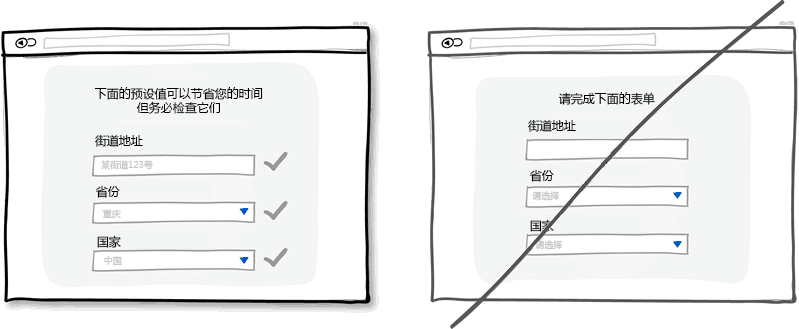 下面的预设值可以节省您的时间
但务必检查它们
街道地址
某街道123号
省份
重庆
国家
中国
请完成下面的表单
街道地址
省份
请选择
国家
请选择